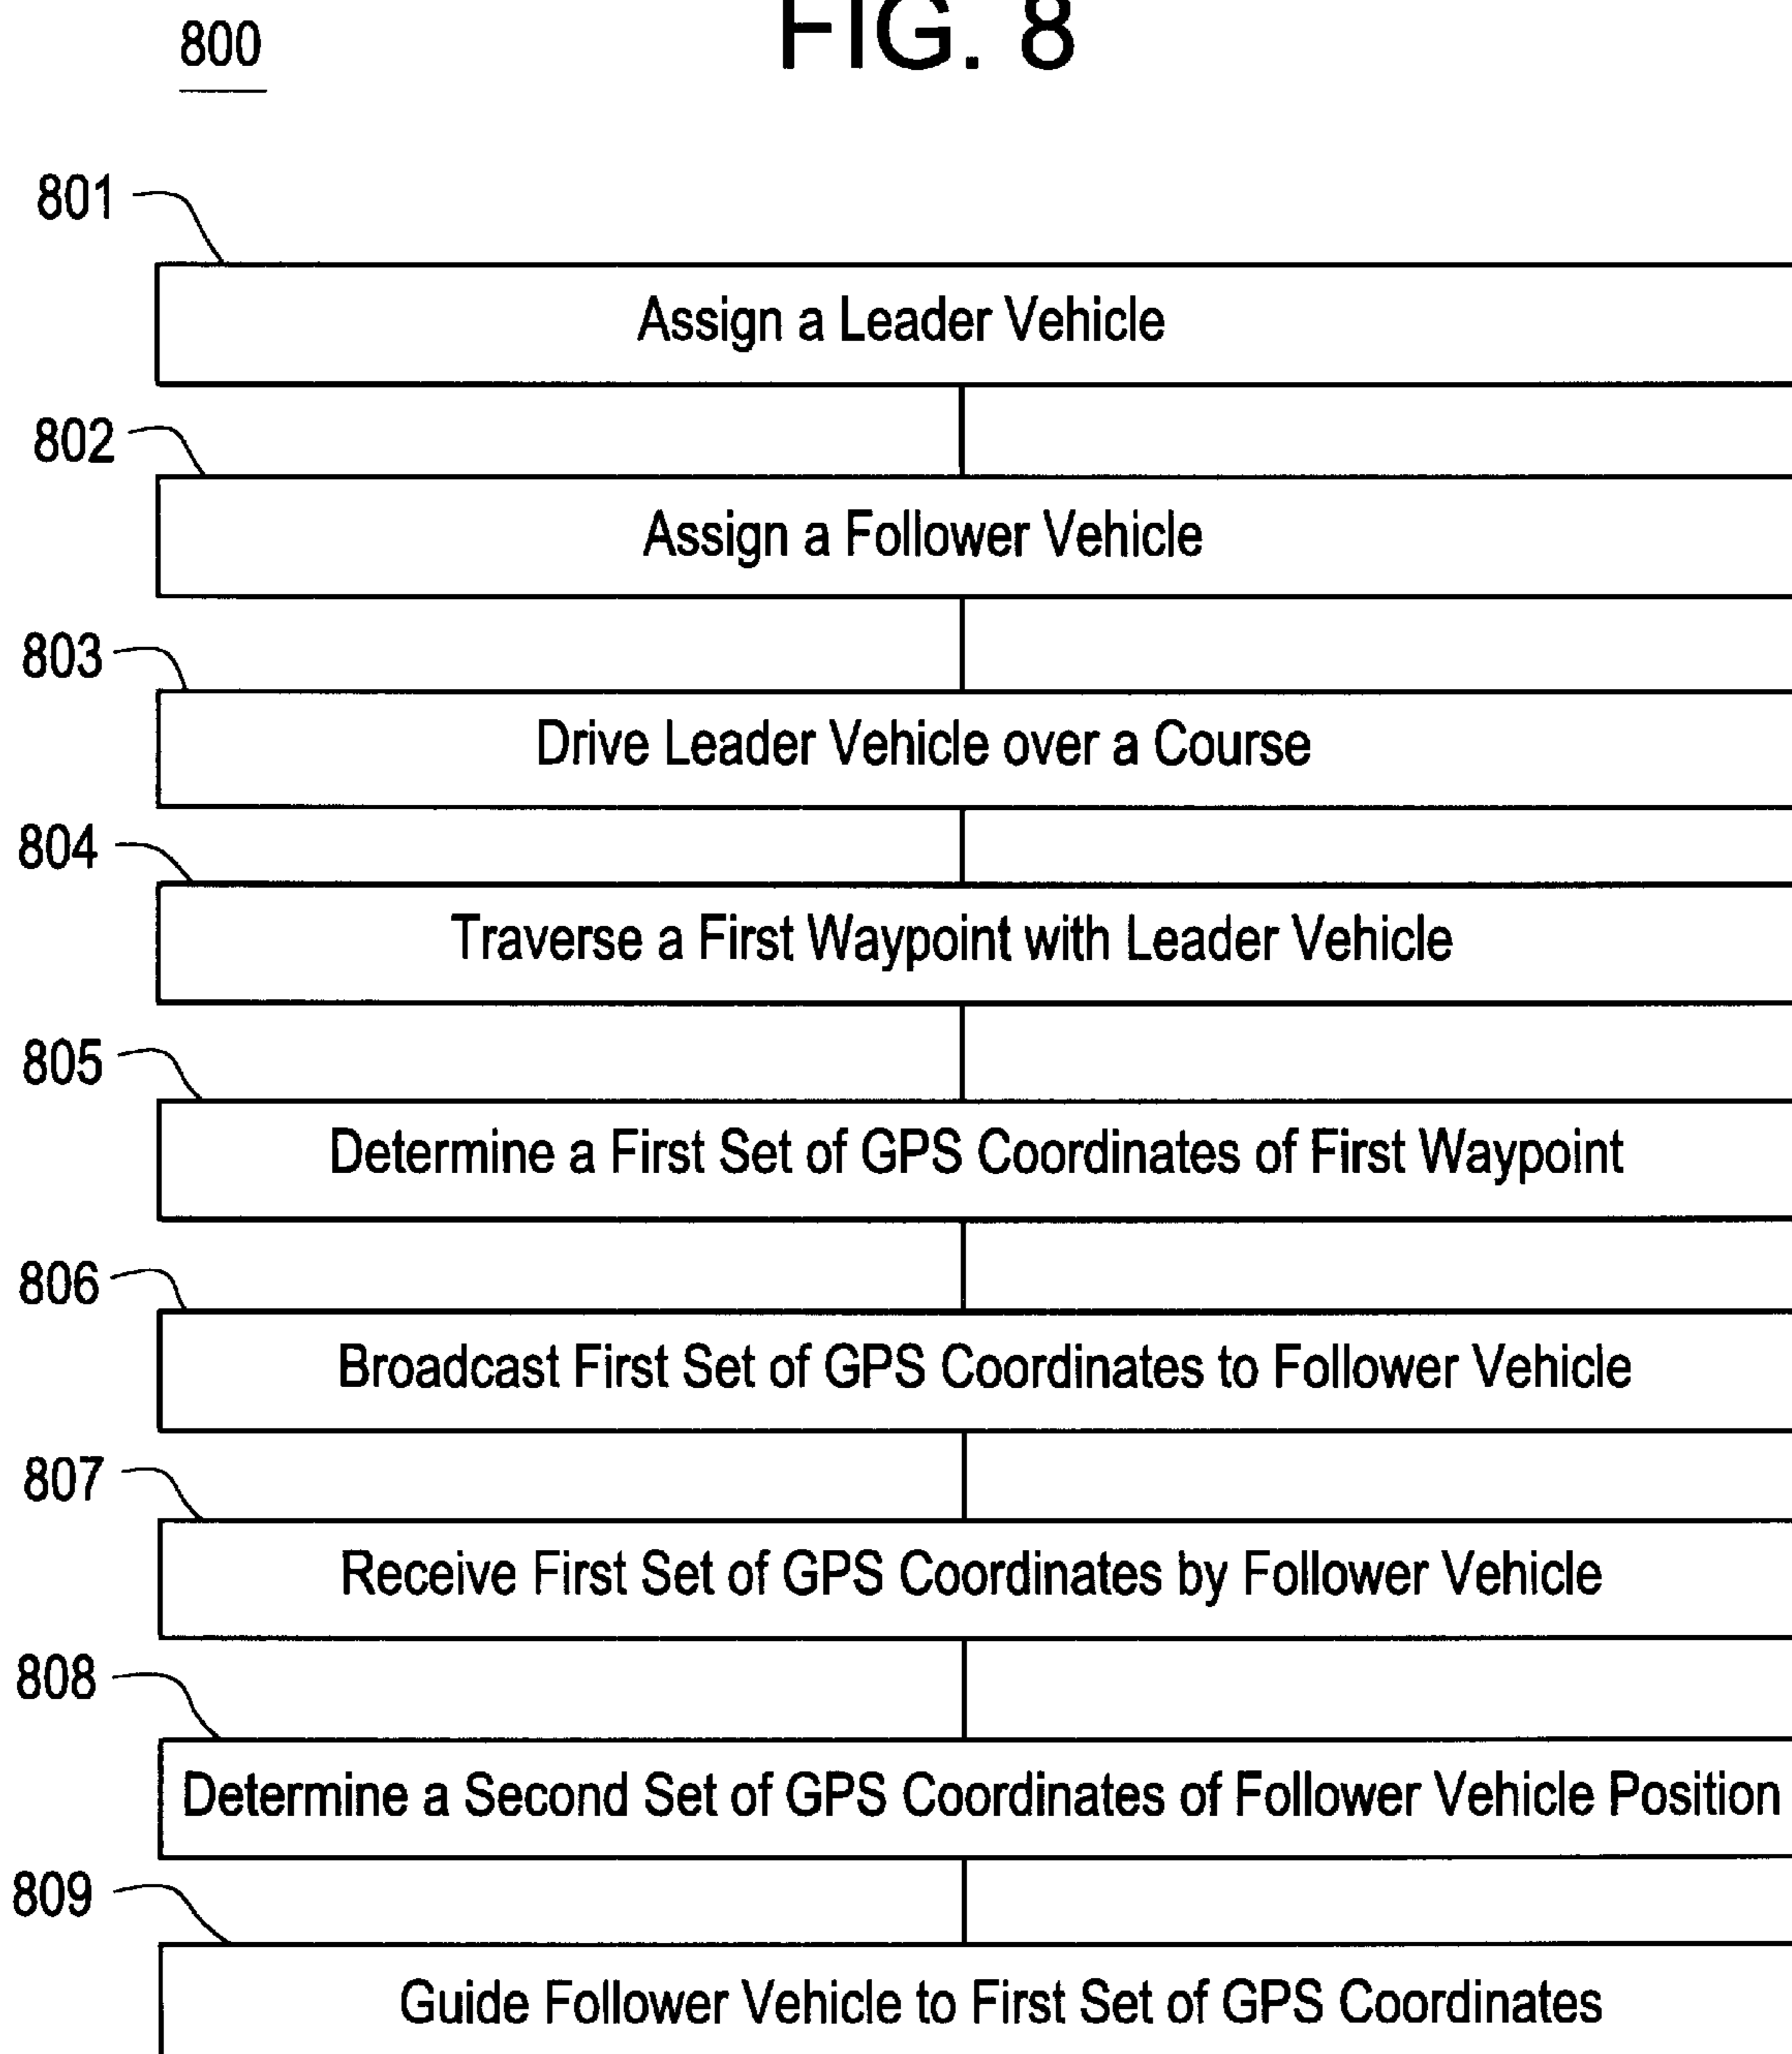 FIG. 8
800
801
Assign a Leader Vehicle
802
Assign a Follower Vehicle
803
Drive Leader Vehicle over a Course
804
Traverse a First Waypoint with Leader Vehicle
805
Determine a First Set of GPS Coordinates of First Waypoint
806
Broadcast First Set of GPS Coordinates to Follower Vehicle
807
Receive First Set of GPS Coordinates by Follower Vehicle
808
Determine a Second Set of GPS Coordinates of Follower Vehicle Position
809
Guide Follower Vehicle to First Set of GPS Coordinates